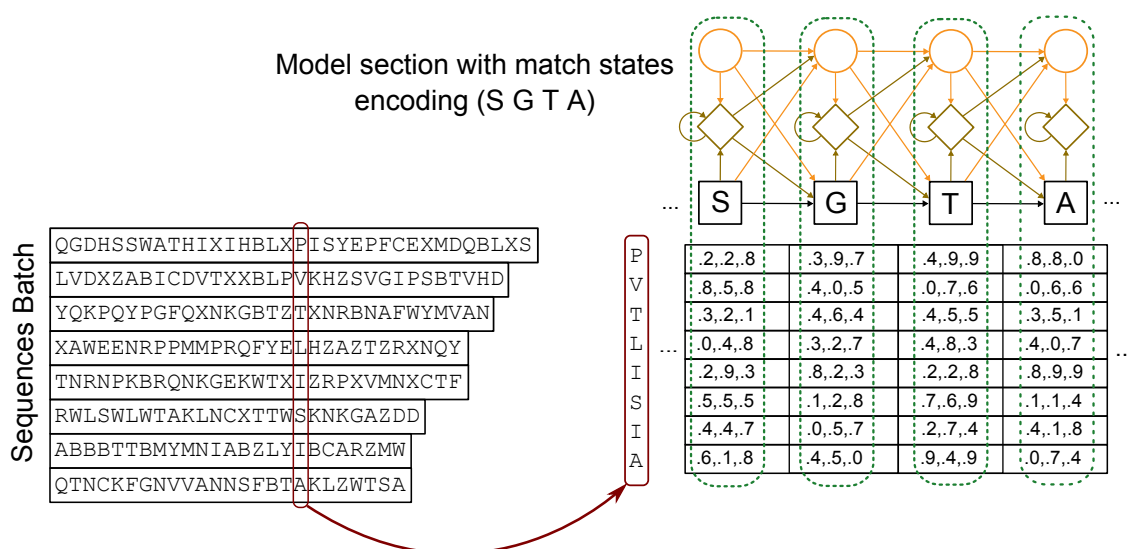 Model section with match states
encoding (S G T A)
... S G T A ...
Sequences Batch
QGDHSSWATHIXIHBLXPISYEPFCEXMDQBLXS
LVDXZABICDVTXXBLPVKHZSVGIPSBTVHD
YQKPQYPGFQXNKGBTZTXNRBNAFWYMVAN
XAWEENRPPMMPRQFYELHZAZTZRXNQY
TNRNPKBRQNKGEKWTXIZRPXVMNXCTF
RWLSWLWTAKLNCXTTWSKNKGAZDD
ABBBTTBMYMNIABZLYIBCARZMW
QTNCKFGNVVANNSFBTAKLZWTSA
P .2,.2,.8 .3,.9,.7 .4,.9,.9 .8,.8,.0
V .8,.5,.8 .4,.0,.5 .0,.7,.6 .0,.6,.6
T .3,.2,.1 .4,.6,.4 .4,.5,.5 .3,.5,.1
L ... .0,.4,.8 .3,.2,.7 .4,.8,.3 .4,.0,.7 ..
I .2,.9,.3 .8,.2,.3 .2,.2,.8 .8,.9,.9
S .5,.5,.5 .1,.2,.8 .7,.6,.9 .1,.1,.4
I .4,.4,.7 .0,.5,.7 .2,.7,.4 .4,.1,.8
A .6,.1,.8 .4,.5,.0 .9,.4,.9 .0,.7,.4